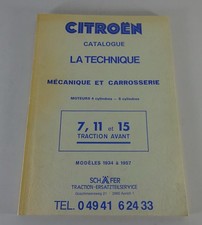 CITROËN
CATALOGUE
LA TECHNIQUE
MÉCANIQUE ET CARROSSERIE
MOTEURS 4 cylindres - 6 cylindres
7, 11 et 15
TRACTION AVANT
MODÈLES 1934 à 1957
SCHÄFER
TRACTION-ERSATZTEILSERVICE
TEL. 0 49 41 6 24 33